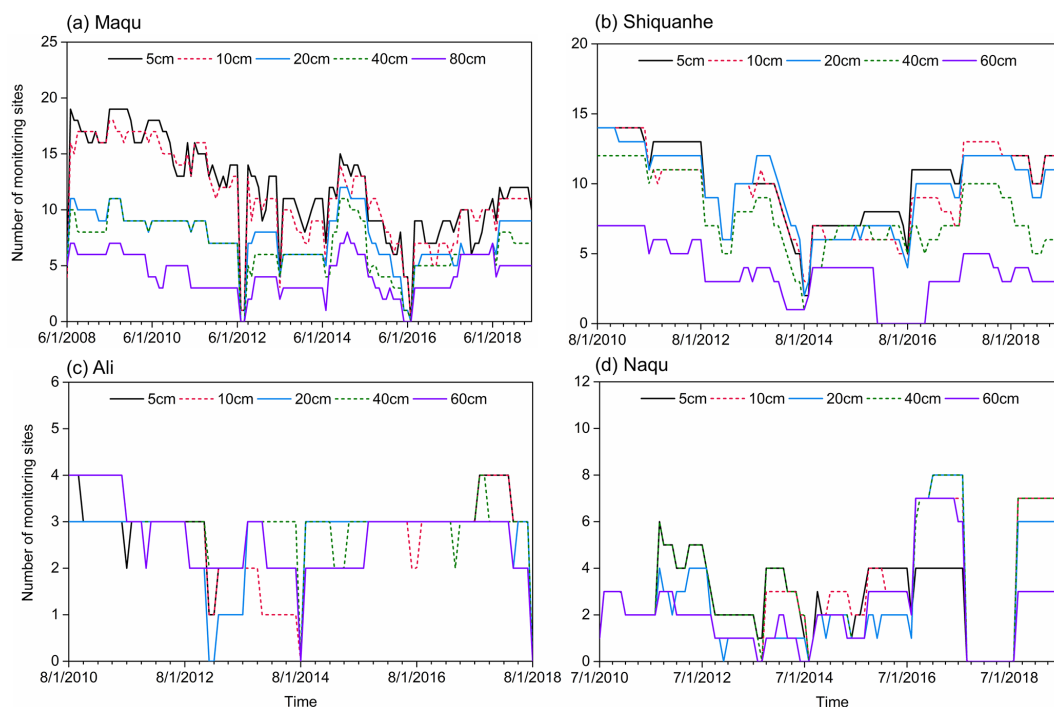 (a) Maqu
25
20
15
10
5
0
Number of monitoring sites
5cm 10cm 20cm 40cm 80cm
6/1/2008 6/1/2010 6/1/2012 6/1/2014 6/1/2016 6/1/2018
(b) Shiquanhe
20
15
10
5
0
5cm 10cm 20cm 40cm 60cm
8/1/2010 8/1/2012 8/1/2014 8/1/2016 8/1/2018
(c) Ali
6
5
4
3
2
1
0
Number of monitoring sites
5cm 10cm 20cm 40cm 60cm
8/1/2010 8/1/2012 8/1/2014 8/1/2016 8/1/2018
Time
(d) Naqu
12
10
8
6
4
2
0
5cm 10cm 20cm 40cm 60cm
7/1/2010 7/1/2012 7/1/2014 7/1/2016 7/1/2018
Time